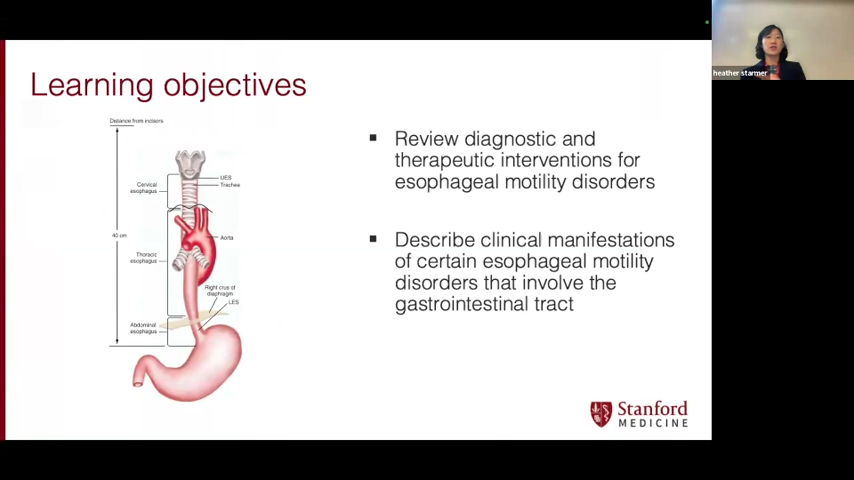 heather starmer
Learning objectives
Distance from incisors
UES
Trachea
Cervical
esophagus
40 cm
Aorta
Thoracic
esophagus
Right crus of
diaphragm
LES
Abdominal
esophagus
▪ Review diagnostic and
therapeutic interventions for
esophageal motility disorders
▪ Describe clinical manifestations
of certain esophageal motility
disorders that involve the
gastrointestinal tract
Stanford
MEDICINE